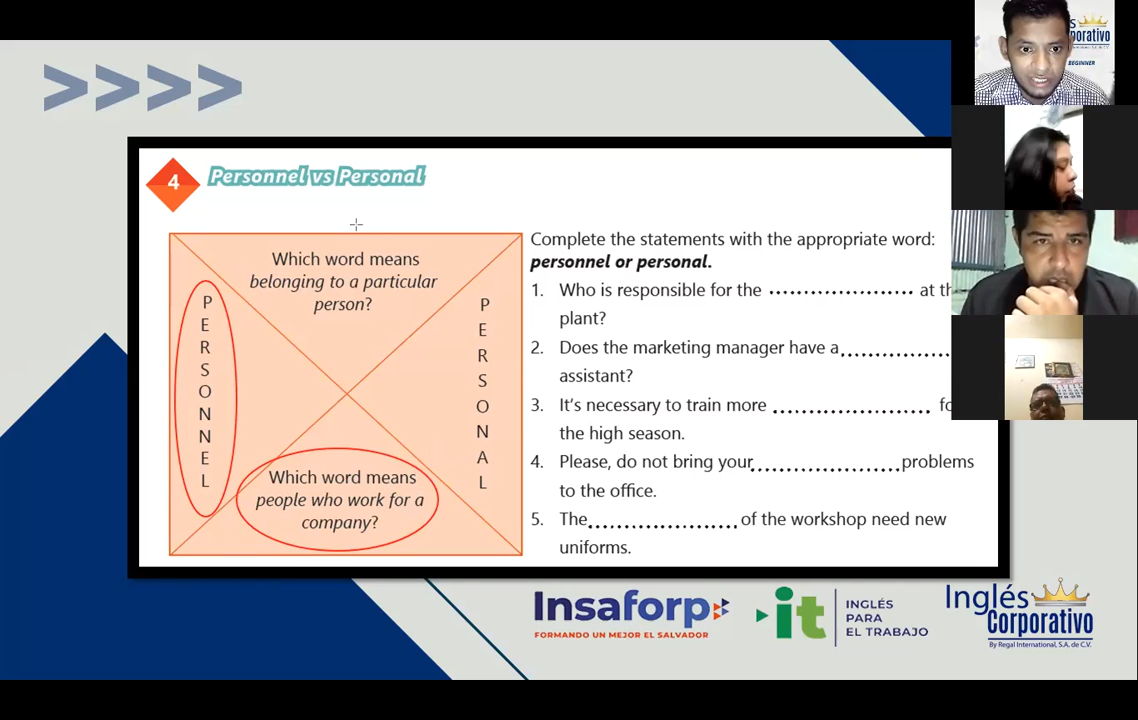 >>>>
4
Personnel vs Personal
Which word means
belonging to a particular
person?
PERSONNEL
PERSONAL
Which word means
people who work for a
company?
Complete the statements with the appropriate word:
personnel or personal.
1. Who is responsible for the ........................ at
plant?
2. Does the marketing manager have a...................
assistant?
3. It's necessary to train more ..........................
the high season.
4. Please, do not bring your.........................problems
to the office.
5. The.........................of the workshop need new
uniforms.
Insaforp
FORMANDO UN MEJOR EL SALVADOR
it
INGLÉS
PARA
EL TRABAJO
Inglés
Corporativo
By Regal International, S.A. de C.V.
BEGINNER